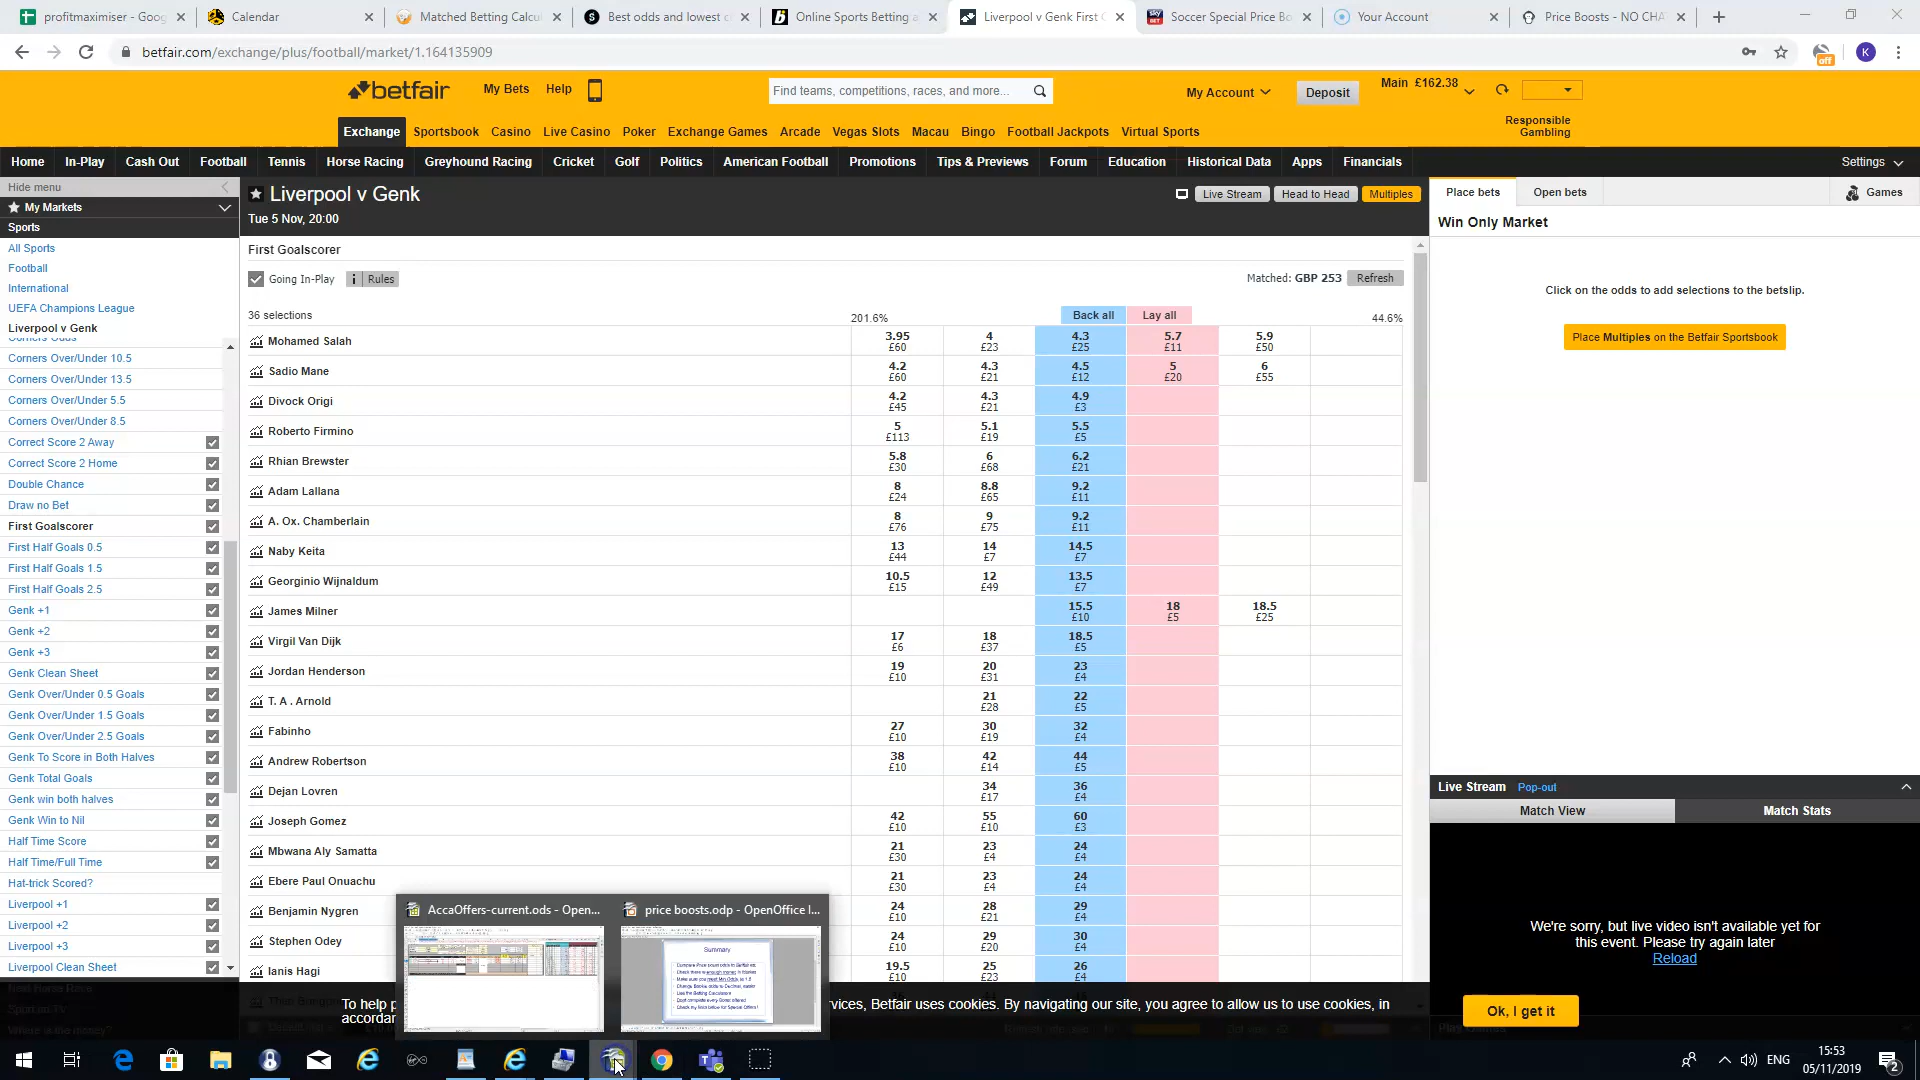 profitmaximiser - Goog
Calendar
Matched Betting Calcul
Best odds and lowest c
Online Sports Betting a
Liverpool v Genk First G
Soccer Special Price Bo
Your Account
Price Boosts - NO CHA
betfair.com/exchange/plus/football/market/1.164135909
off
K
betfair
My Bets
Help
Find teams, competitions, races, and more...
My Account
Deposit
Main £162.38
Responsible
Gambling
Exchange
Sportsbook
Casino
Live Casino
Poker
Exchange Games
Arcade
Vegas Slots
Macau
Bingo
Football Jackpots
Virtual Sports
Home
In-Play
Cash Out
Football
Tennis
Horse Racing
Greyhound Racing
Cricket
Golf
Politics
American Football
Promotions
Tips & Previews
Forum
Education
Historical Data
Apps
Financials
Settings
Hide menu
My Markets
Sports
All Sports
Football
International
UEFA Champions League
Liverpool v Genk
Corners Odds
Corners Over/Under 10.5
Corners Over/Under 13.5
Corners Over/Under 5.5
Corners Over/Under 8.5
Correct Score 2 Away
Correct Score 2 Home
Double Chance
Draw no Bet
First Goalscorer
First Half Goals 0.5
First Half Goals 1.5
First Half Goals 2.5
Genk +1
Genk +2
Genk +3
Genk Clean Sheet
Genk Over/Under 0.5 Goals
Genk Over/Under 1.5 Goals
Genk Over/Under 2.5 Goals
Genk To Score in Both Halves
Genk Total Goals
Genk win both halves
Genk Win to Nil
Half Time Score
Half Time/Full Time
Hat-trick Scored?
Liverpool +1
Liverpool +2
Liverpool +3
Liverpool Clean Sheet
Liverpool v Genk
Tue 5 Nov, 20:00
Live Stream
Head to Head
Multiples
First Goalscorer
Going In-Play
i Rules
Matched: GBP 253
Refresh
36 selections
201.6%
Back all
Lay all
44.6%
Mohamed Salah 3.95 4 4.3 5.7 5.9
£60 £23 £25 £11 £50
Sadio Mane 4.2 4.3 4.5 5 6
£60 £21 £12 £20 £55
Divock Origi 4.2 4.3 4.9
£45 £21 £3
Roberto Firmino 5 5.1 5.5
£113 £19 £5
Rhian Brewster 5.8 6 6.2
£30 £68 £21
Adam Lallana 8 8.8 9.2
£24 £65 £11
A. Ox. Chamberlain 8 9 9.2
£76 £75 £11
Naby Keita 13 14 14.5
£44 £7 £7
Georginio Wijnaldum 10.5 12 13.5
£15 £49 £7
James Milner 15.5 18 18.5
£10 £5 £25
Virgil Van Dijk 17 18 18.5
£6 £37 £5
Jordan Henderson 19 20 23
£10 £31 £4
T. A . Arnold 21 22
£28 £5
Fabinho 27 30 32
£10 £19 £4
Andrew Robertson 38 42 44
£10 £14 £5
Dejan Lovren 34 36
£17 £4
Joseph Gomez 42 55 60
£10 £10 £3
Mbwana Aly Samatta 21 23 24
£30 £4 £4
Ebere Paul Onuachu 21 23 24
£30 £4 £4
Benjamin Nygren 24 28 29
£10 £21 £4
Stephen Odey 24 29 30
£10 £20 £4
Ianis Hagi 19.5 25 26
£10 £23 £4
Place bets
Open bets
Games
Win Only Market
Click on the odds to add selections to the betslip.
Place Multiples on the Betfair Sportsbook
Live Stream Pop-out
Match View
Match Stats
We're sorry, but live video isn't available yet for
this event. Please try again later
Reload
AccaOffers-current.ods - Open...
price boosts.odp - OpenOffice I...
Summary
To help p
rvices, Betfair uses cookies. By navigating our site, you agree to allow us to use cookies, in
accordan
Ok, I get it
ENG
15:53
05/11/2019
2